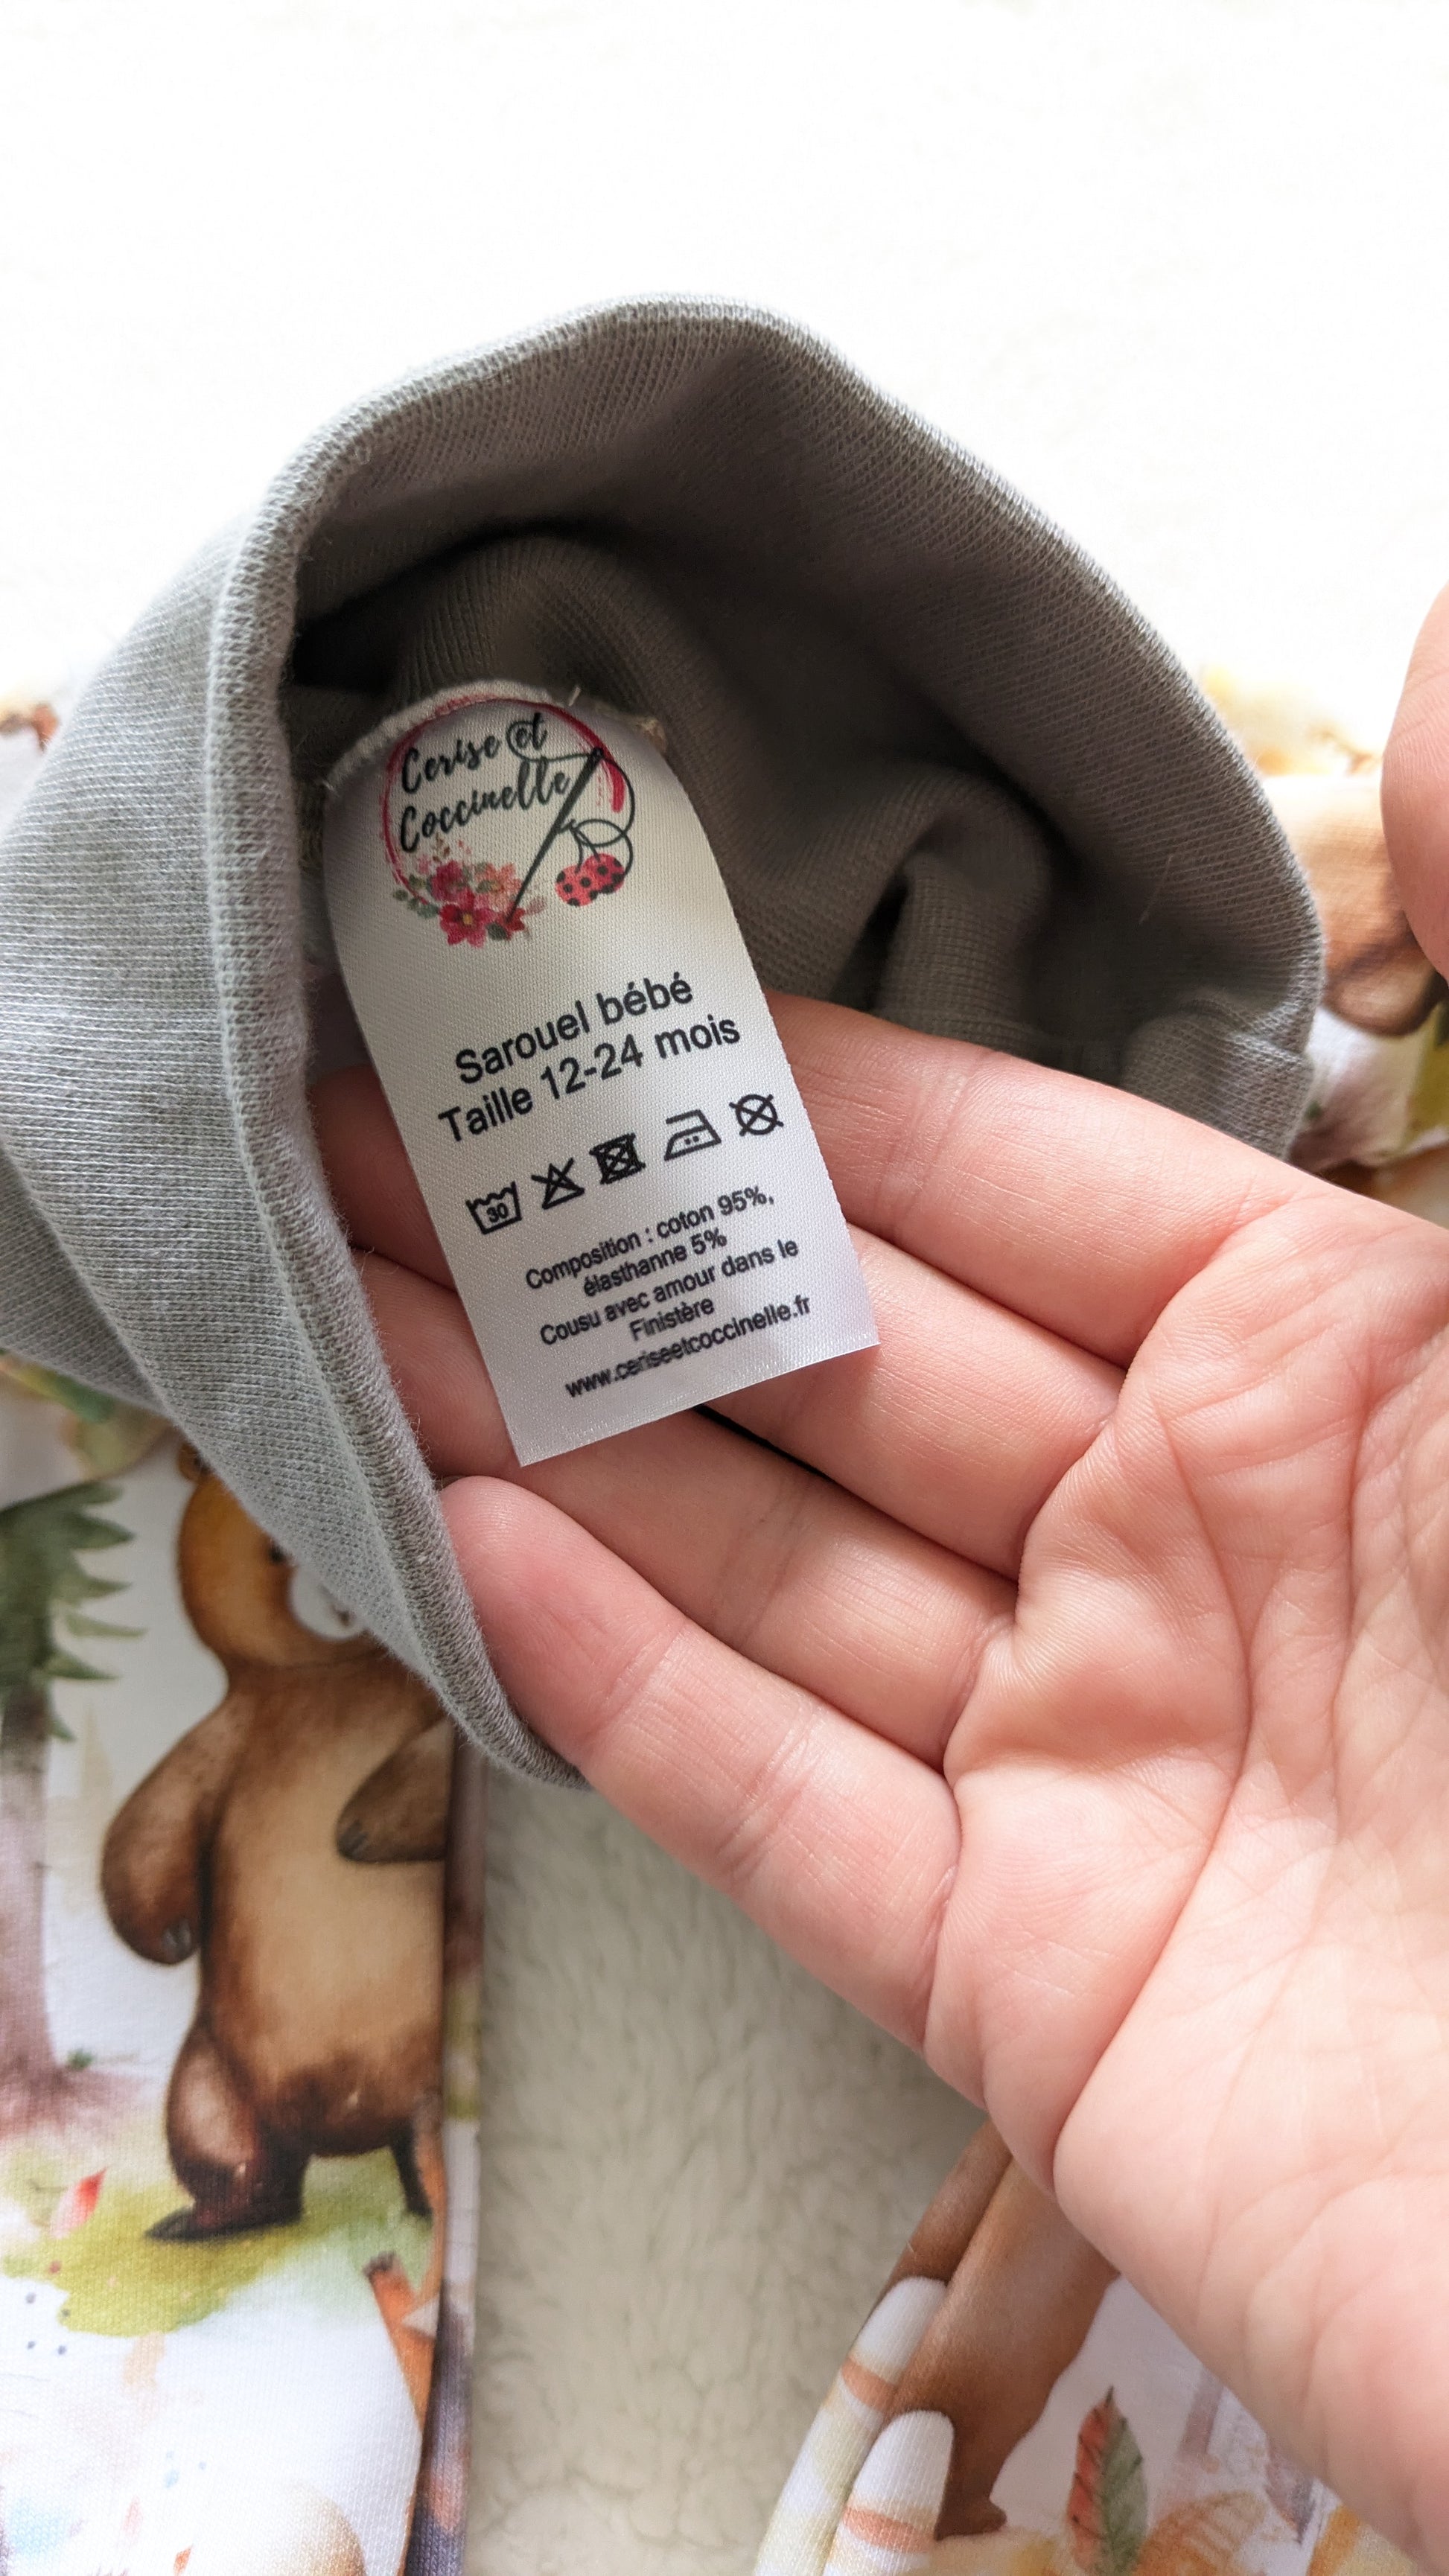 Cerise et
Coccinelle
Sarouel bébé
Taille 12-24 mois
30
Composition : coton 95%,
élasthanne 5%
Cousu avec amour dans le
Finistère
www.ceriseetcoccinelle.fr